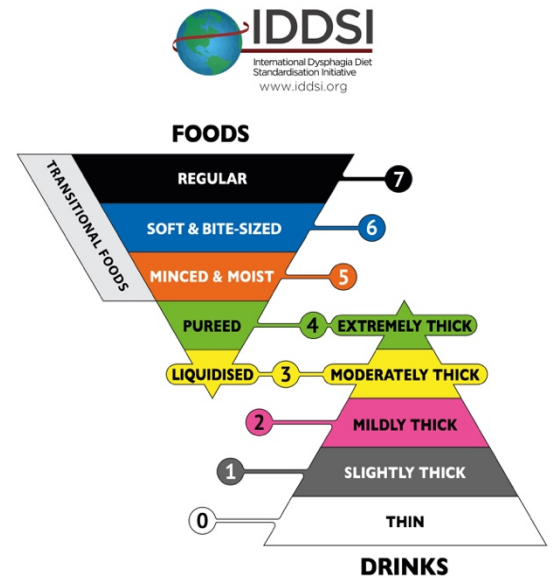 IDDSI
International Dysphagia Diet
Standardisation Initiative
www.iddsi.org
FOODS
TRANSITIONAL FOODS
REGULAR
7
SOFT & BITE-SIZED
6
MINCED & MOIST
5
PUREED
4
EXTREMELY THICK
LIQUIDISED
3
MODERATELY THICK
2
MILDLY THICK
1
SLIGHTLY THICK
0
THIN
DRINKS